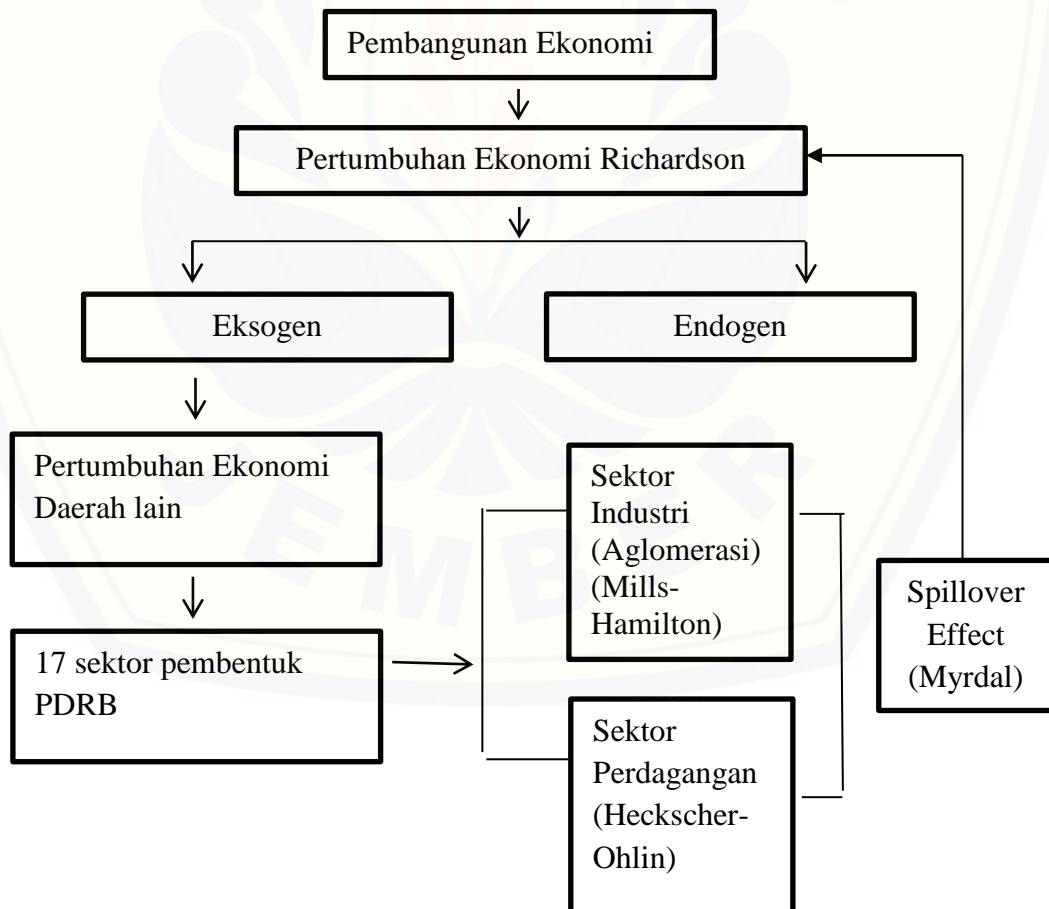 Pembangunan Ekonomi
Pertumbuhan Ekonomi Richardson
Eksogen
Endogen
Pertumbuhan Ekonomi
Daerah lain
Sektor
Industri
(Aglomerasi)
(Mills-
Hamilton)
Spillover
Effect
(Myrdal)
17 sektor pembentuk
PDRB
Sektor
Perdagangan
(Heckscher-
Ohlin)
JEMBER